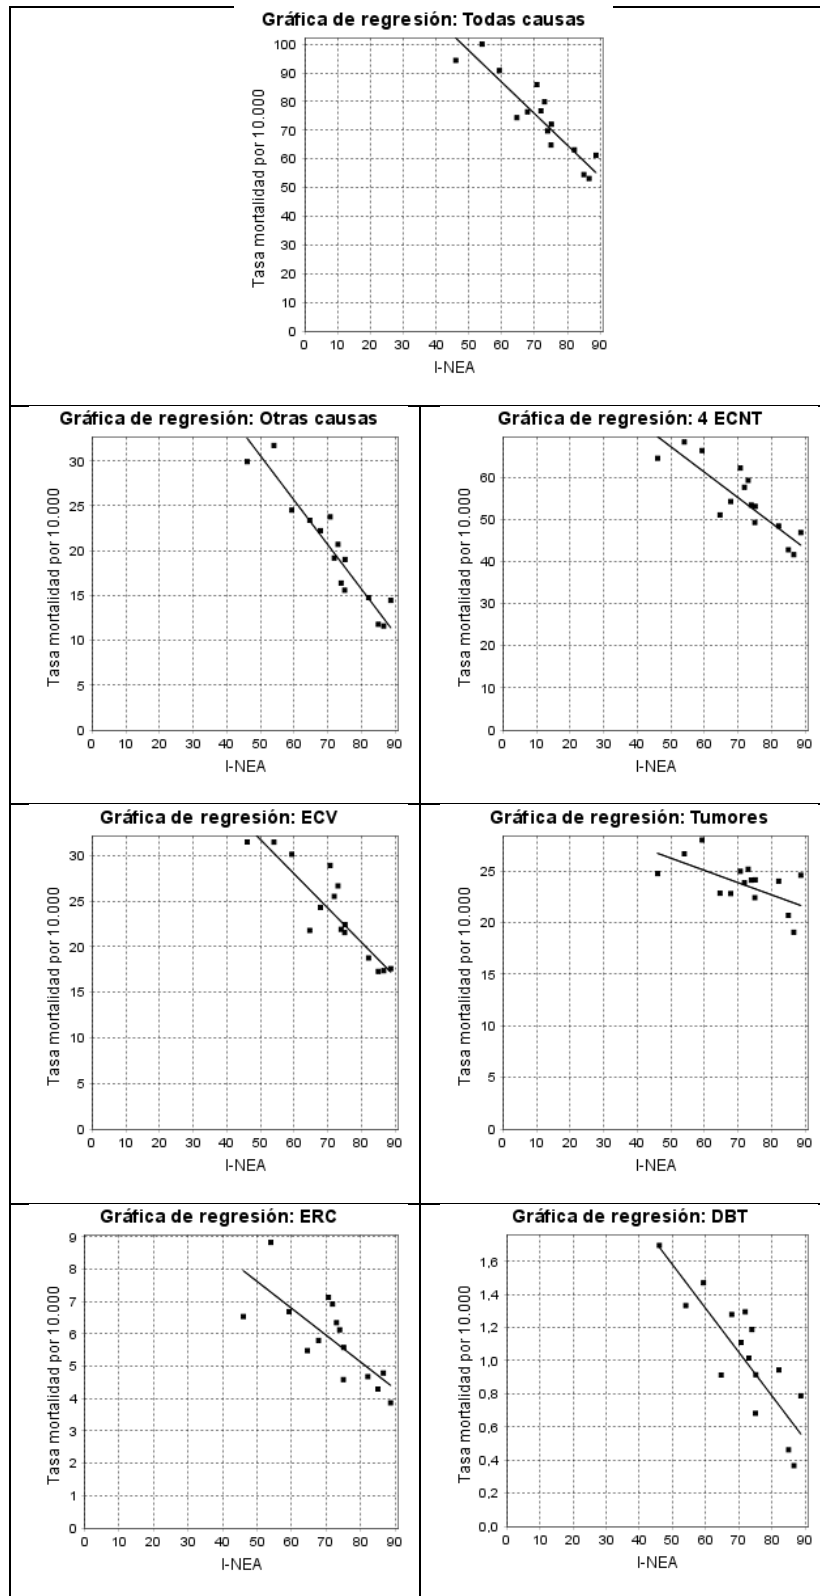 Gráfica de regresión: Todas causas
Tasa mortalidad por 10.000
100
90
80
70
60
50
40
30
20
10
0
0 10 20 30 40 50 60 70 80 90
I-NEA
Gráfica de regresión: Otras causas
Tasa mortalidad por 10.000
30
25
20
15
10
5
0
0 10 20 30 40 50 60 70 80 90
I-NEA
Gráfica de regresión: 4 ECNT
Tasa mortalidad por 10.000
60
50
40
30
20
10
0
0 10 20 30 40 50 60 70 80 90
I-NEA
Gráfica de regresión: ECV
Tasa mortalidad por 10.000
30
25
20
15
10
5
0
0 10 20 30 40 50 60 70 80 90
I-NEA
Gráfica de regresión: Tumores
Tasa mortalidad por 10.000
25
20
15
10
5
0
0 10 20 30 40 50 60 70 80 90
I-NEA
Gráfica de regresión: ERC
Tasa mortalidad por 10.000
9
8
7
6
5
4
3
2
1
0
0 10 20 30 40 50 60 70 80 90
I-NEA
Gráfica de regresión: DBT
Tasa mortalidad por 10.000
1,6
1,4
1,2
1,0
0,8
0,6
0,4
0,2
0,0
0 10 20 30 40 50 60 70 80 90
I-NEA